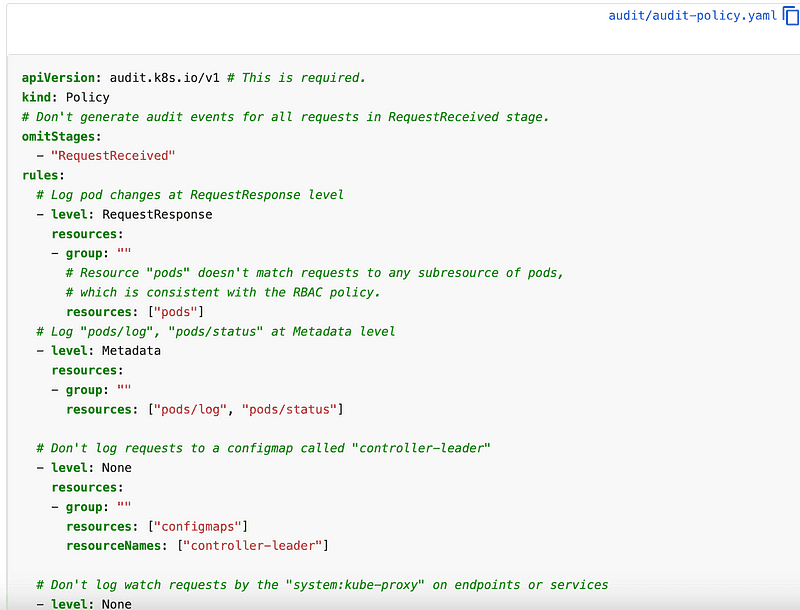 audit/audit-policy.yaml
apiVersion: audit.k8s.io/v1 # This is required.
kind: Policy
# Don't generate audit events for all requests in RequestReceived stage.
omitStages:
  - "RequestReceived"
rules:
  # Log pod changes at RequestResponse level
  - level: RequestResponse
    resources:
    - group: ""
      # Resource "pods" doesn't match requests to any subresource of pods,
      # which is consistent with the RBAC policy.
      resources: ["pods"]
  # Log "pods/log", "pods/status" at Metadata level
  - level: Metadata
    resources:
    - group: ""
      resources: ["pods/log", "pods/status"]

  # Don't log requests to a configmap called "controller-leader"
  - level: None
    resources:
    - group: ""
      resources: ["configmaps"]
      resourceNames: ["controller-leader"]

  # Don't log watch requests by the "system:kube-proxy" on endpoints or services
  - level: None